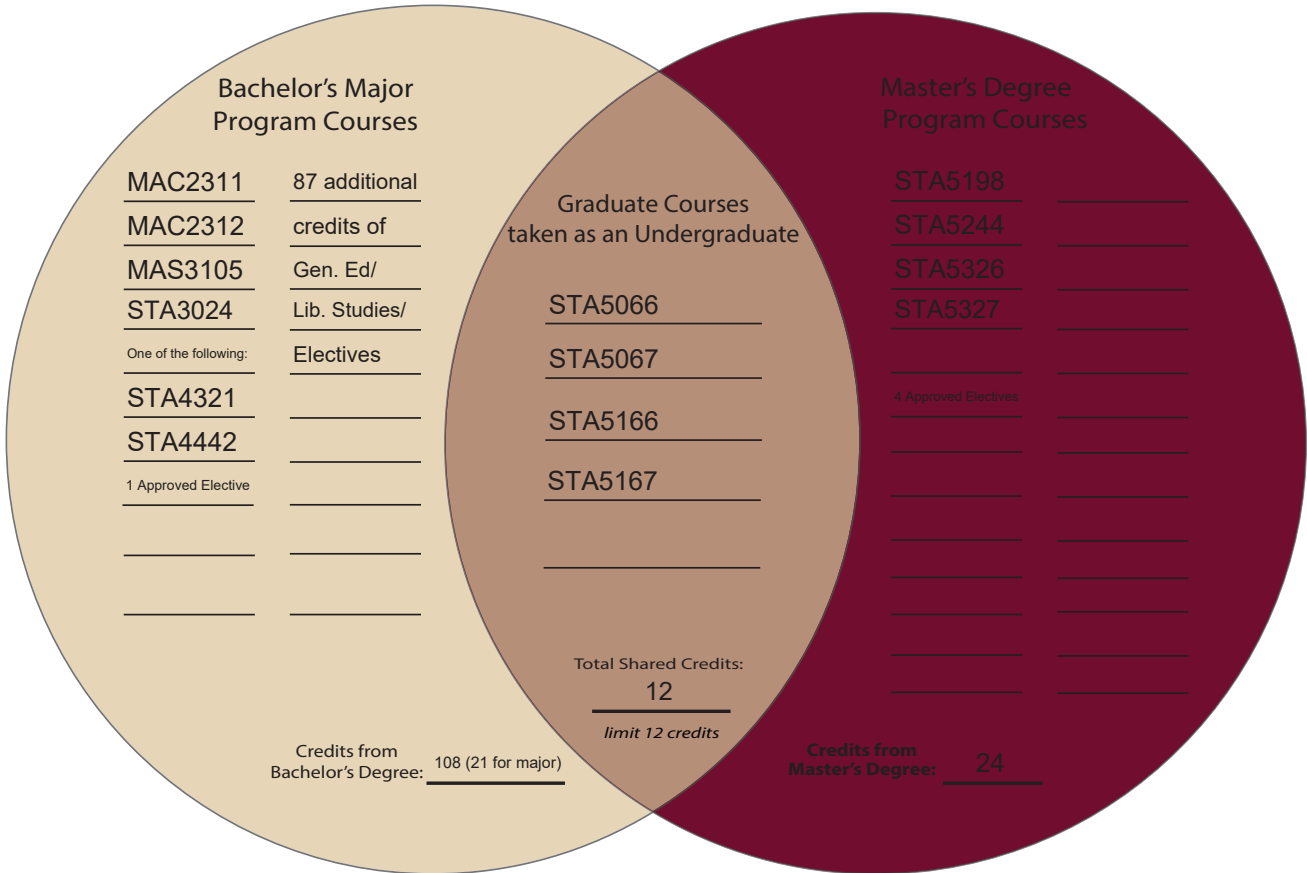 Bachelor's Major
Program Courses
MAC2311
MAC2312
MAS3105
STA3024
One of the following:
STA4321
STA4442
1 Approved Elective
87 additional
credits of
Gen. Ed/
Lib. Studies/
Electives
Credits from
Bachelor's Degree: 108 (21 for major)
Graduate Courses
taken as an Undergraduate
STA5066
STA5067
STA5166
STA5167
Total Shared Credits:
12
limit 12 credits
Master's Degree
Program Courses
STA5198
STA5244
STA5326
STA5327
4 Approved Electives
Credits from
Master's Degree: 24